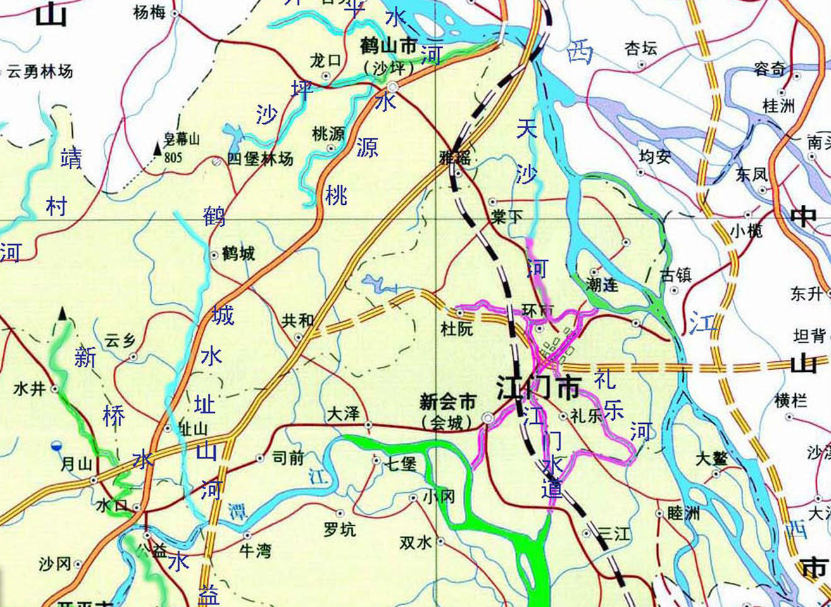 山
杨梅
平
水
鹤山市
(沙坪)
河
西
杏坛
容奇
桂洲
云勇林场
龙口
坪
水
沙
皂幕山
805
四堡林场
桃源
源
桃
雅瑶
天
沙
河
均安
东凤
南头
靖
村
河
鹤
鹤城
城
水
棠下
中
小榄
古镇
潮连
环市
东升
江
坦背
山
杜阮
共和
云乡
新
桥
水
水井
址
址山
山
河
江门市
新会市
(会城)
礼
乐
河
礼乐
江
门
水
道
横栏
大泽
司前
月山
水口
江
潭
七堡
小冈
罗坑
双水
牛湾
公益
水
益
沙冈
开平市
三江
睦洲
大鳌
西
市